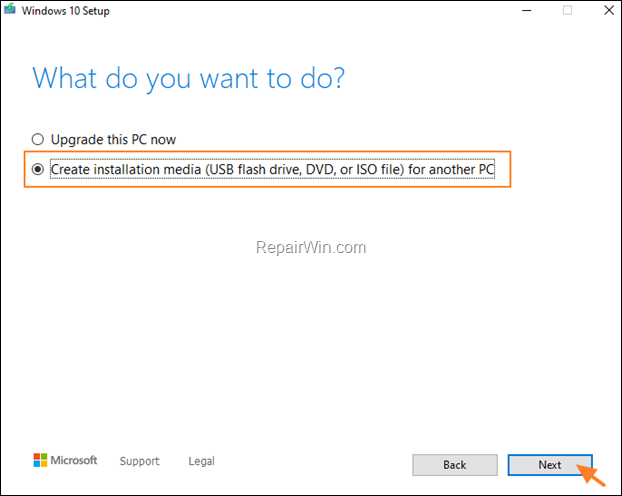 Windows 10 Setup
What do you want to do?
Upgrade this PC now
Create installation media (USB flash drive, DVD, or ISO file) for another PC
RepairWin.com
Microsoft Support Legal Back Next